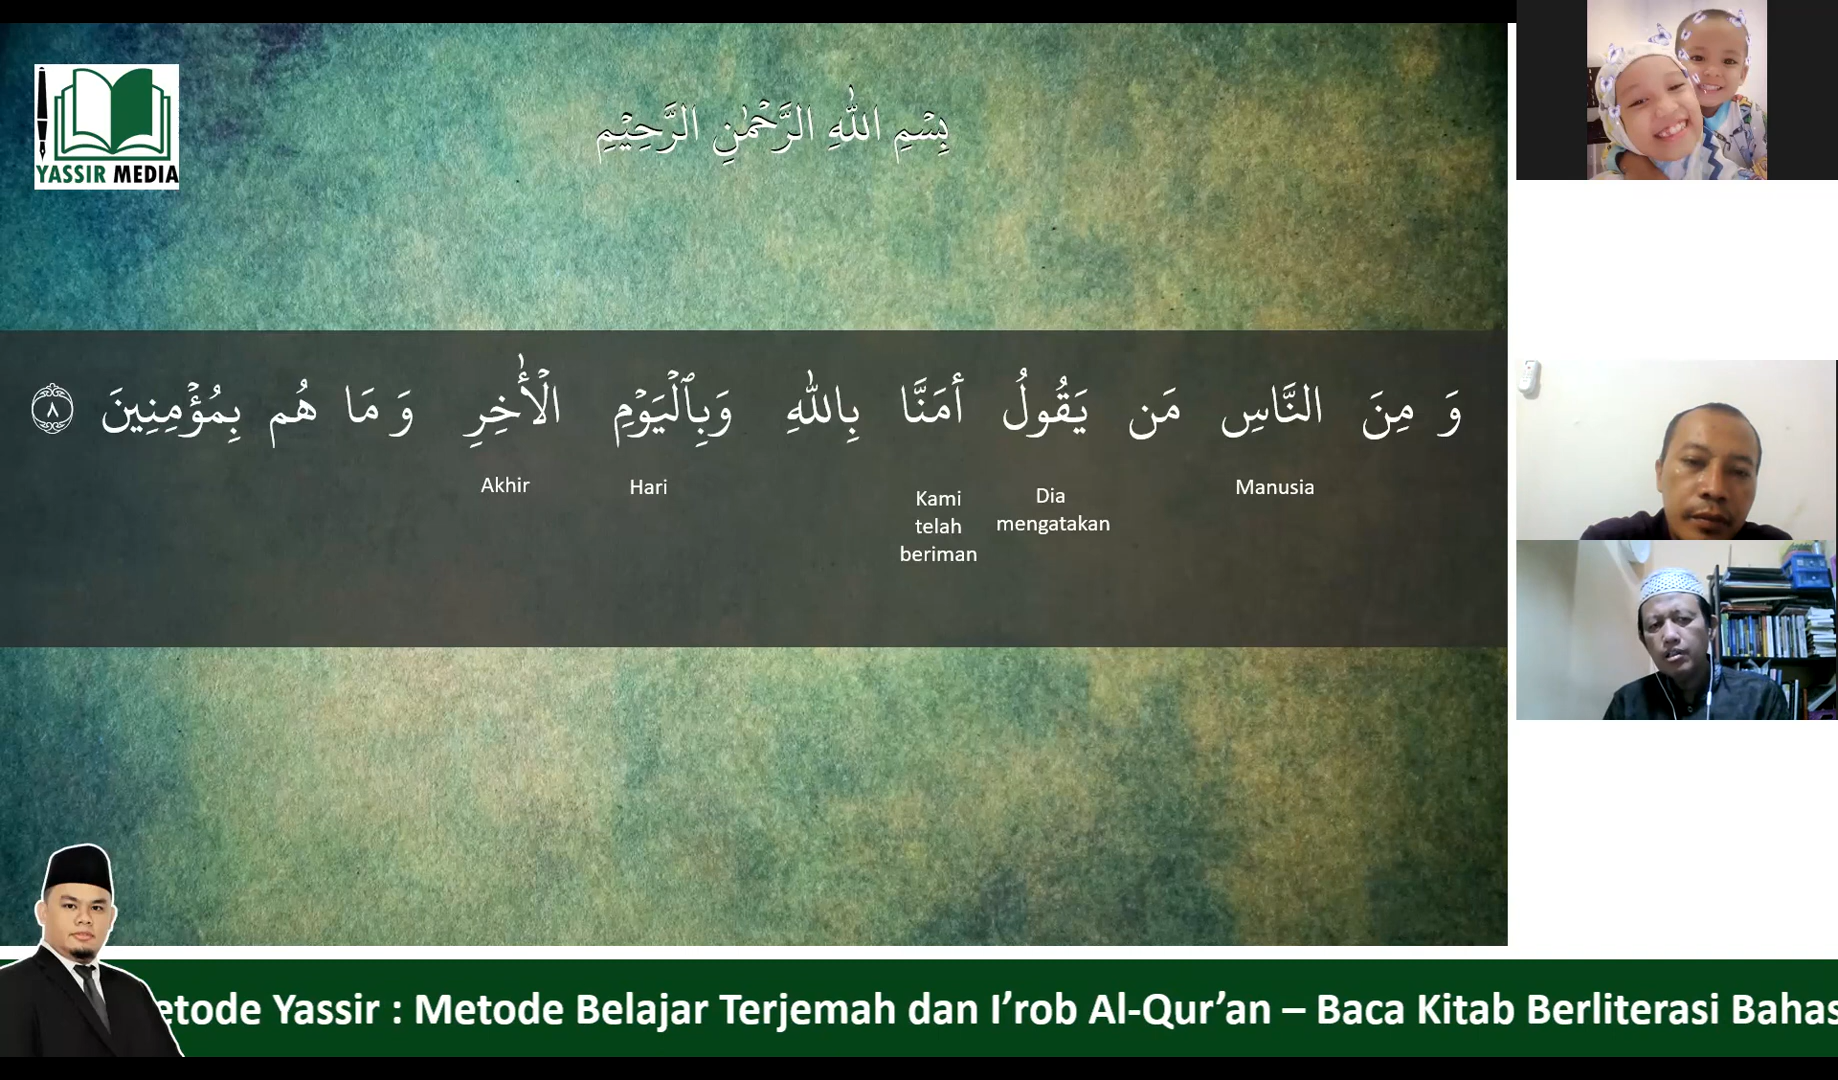 YASSIR MEDIA
بِسْمِ اللّٰهِ الرَّحْمٰنِ الرَّحِيْمِ
وَ مِنَ النَّاسِ مَن يَقُولُ أٰمَنَّا بِاللّٰهِ وَبِٱلْيَوْمِ الْأٰخِرِ وَ مَا هُم بِمُؤْمِنِينَ ٨
Manusia
Dia
mengatakan
Kami
telah
beriman
Hari
Akhir
etode Yassir : Metode Belajar Terjemah dan I’rob Al-Qur’an – Baca Kitab Berliterasi Bahas